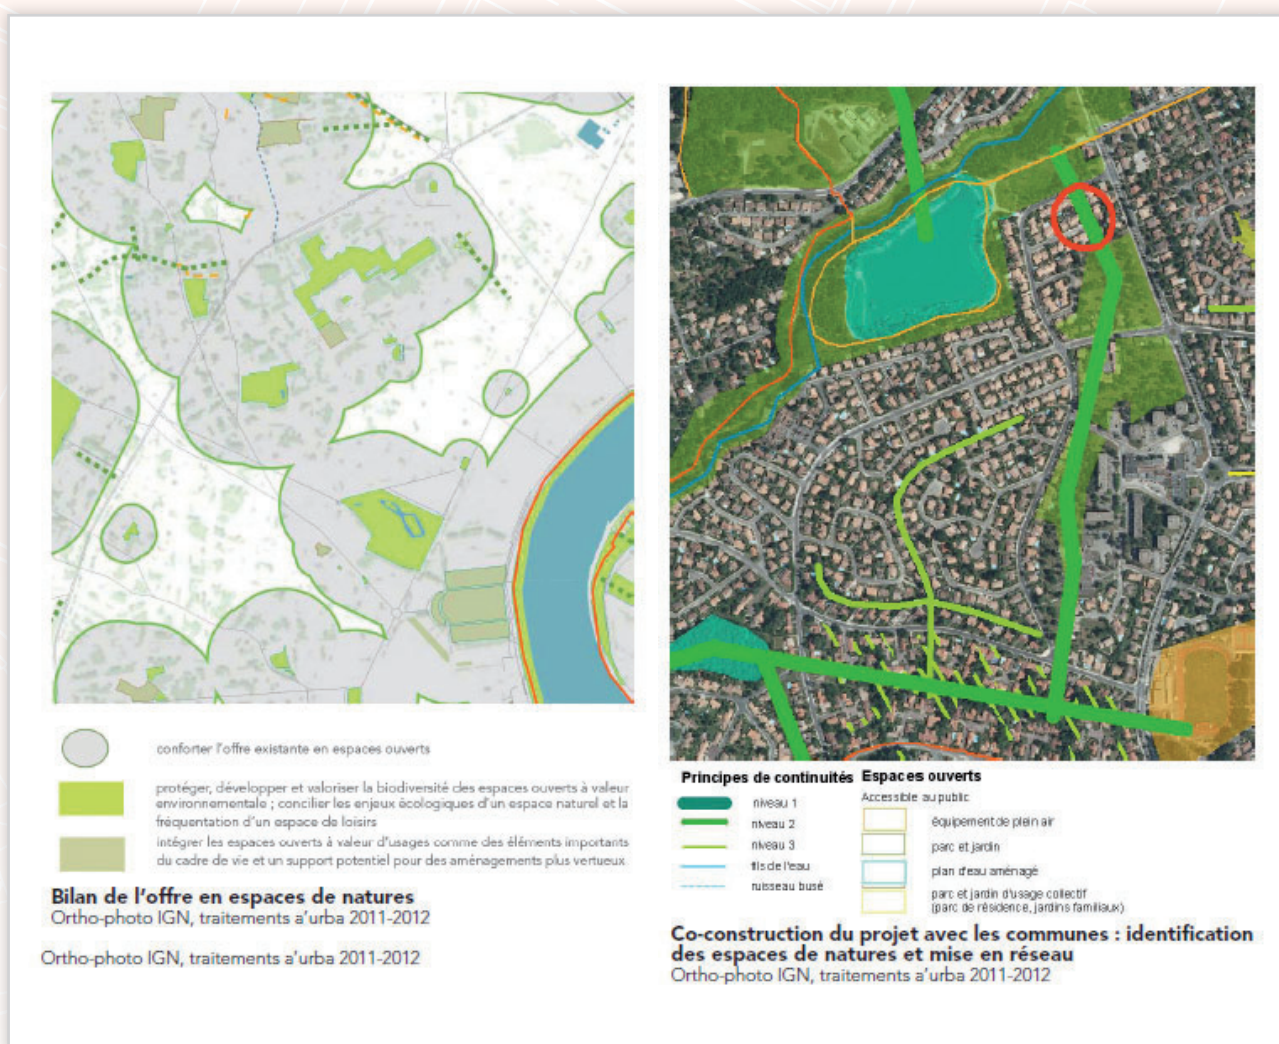 conforter l'offre existante en espaces ouverts
protéger, développer et valoriser la biodiversité des espaces ouverts à valeur
environnementale ; concilier les enjeux écologiques d'un espace naturel et la
fréquentation d'un espace de loisirs
intégrer les espaces ouverts à valeur d'usages comme des éléments importants
du cadre de vie et un support potentiel pour des aménagements plus vertueux
Bilan de l'offre en espaces de natures
Ortho-photo IGN, traitements a'urba 2011-2012
Ortho-photo IGN, traitements a'urba 2011-2012
Principes de continuités
niveau 1
niveau 2
niveau 3
fils de l'eau
ruisseau busé
Espaces ouverts
Accessible au public
équipement de plein air
parc et jardin
plan d'eau aménagé
parc et jardin d'usage collectif
(parc de résidence, jardins familiaux)
Co-construction du projet avec les communes : identification
des espaces de natures et mise en réseau
Ortho-photo IGN, traitements a'urba 2011-2012